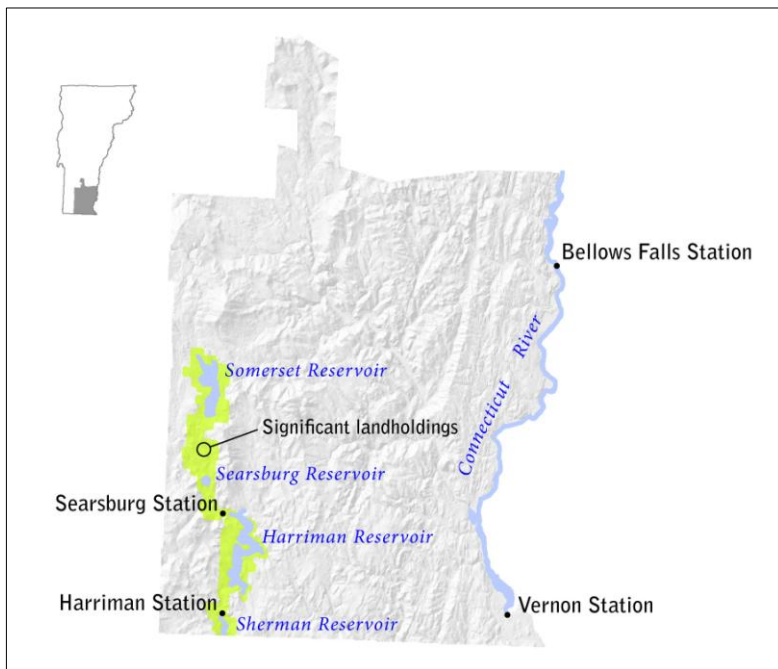 Bellows Falls Station
Connecticut River
Somerset Reservoir
Significant landholdings
Searsburg Reservoir
Searsburg Station
Harriman Reservoir
Harriman Station
Vernon Station
Sherman Reservoir